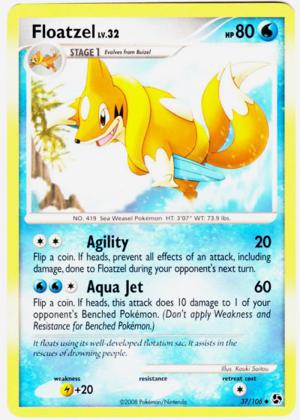 Floatzel LV.32 HP 80
STAGE 1 Evolves from Buizel
NO. 419 Sea Weasel Pokémon HT: 3'07" WT: 73.9 lbs.
Agility 20
Flip a coin. If heads, prevent all effects of an attack, including
damage, done to Floatzel during your opponent's next turn.
Aqua Jet 60
Flip a coin. If heads, this attack does 10 damage to 1 of your
opponent's Benched Pokémon. (Don't apply Weakness and
Resistance for Benched Pokémon.)
Illus. Kouki Saitou
It floats using its well-developed flotation sac. It assists in the
rescues of drowning people.
37/106
weakness resistance retreat cost
+20
©2008 Pokémon/Nintendo